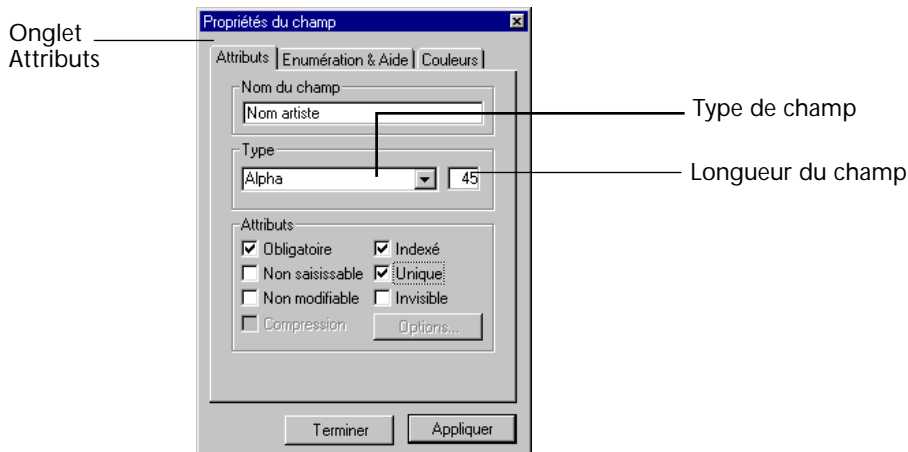 Propriétés du champ
Onglet
Attributs
Attributs Enumération & Aide Couleurs
Nom du champ
Nom artiste
Type de champ
Type
Alpha 45
Longueur du champ
Attributs
Obligatoire Indexé
Non saisissable Unique
Non modifiable Invisible
Compression Options...
Terminer Appliquer